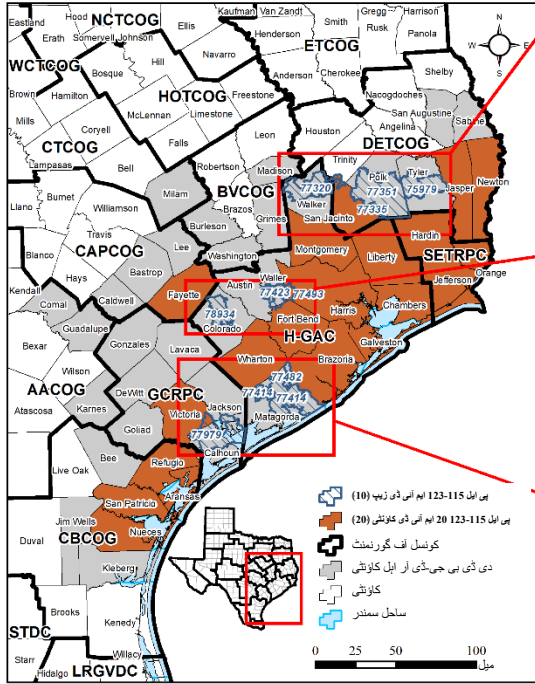 NCTCOG
Kaufman
Van Zandt
Gregg
Harrison
Eastland
Hood
Ellis
Smith
Rusk
Erath
Somervell
Johnson
Henderson
Panola
Navarro
ETCOG
WCTCOG
Hill
Bosque
Anderson
Cherokee
Shelby
Brown
Hamilton
HOTCOG
Freestone
Nacogdoches
McLennan
Limestone
San Augustine
Mills
Coryell
Leon
Houston
Angelina
Sabine
CTCOG
Falls
DETCOG
Lampasas
Bell
Robertson
Madison
Trinity
Polk
Tyler
Newton
Burnet
Milam
BVCOG
77320
77351
75979
Jasper
Llano
Williamson
Brazos
Walker
Grimes
San Jacinto
77335
Burleson
Travis
Hardin
CAPCOG
Lee
Montgomery
Blanco
Washington
Liberty
SETRPC
Hays
Bastrop
Orange
Kendall
Austin
Waller
Jefferson
Caldwell
Fayette
77423
77493
Harris
Chambers
Comal
78934
Fort Bend
Guadalupe
Colorado
Galveston
Bexar
Gonzales
Lavaca
H-GAC
Wharton
Brazoria
Wilson
77482
AACOG
GCRPC
DeWitt
Jackson
77414
77414
Atascosa
Karnes
Victoria
Matagorda
Goliad
77979
Bee
Calhoun
Live Oak
Refugio
San Patricio
Aransas
Jim Wells
Nueces
Duval
CBCOG
Kleberg
Brooks
Kenedy
STDC
Starr
Willacy
Hidalgo
LRGVDC
N
W
E
S
پی ایل 115-123 ایم آئی ڈی زیپ (10)
پی ایل 115-123 20 ایم آئی ڈی کاؤنٹی (20)
کونسل آف گورنمنٹ
دی ڈی بی جی-ڈی آر اہل کاؤنٹی
کاؤنٹی
ساحل سمندر
0 25 50 100
میل